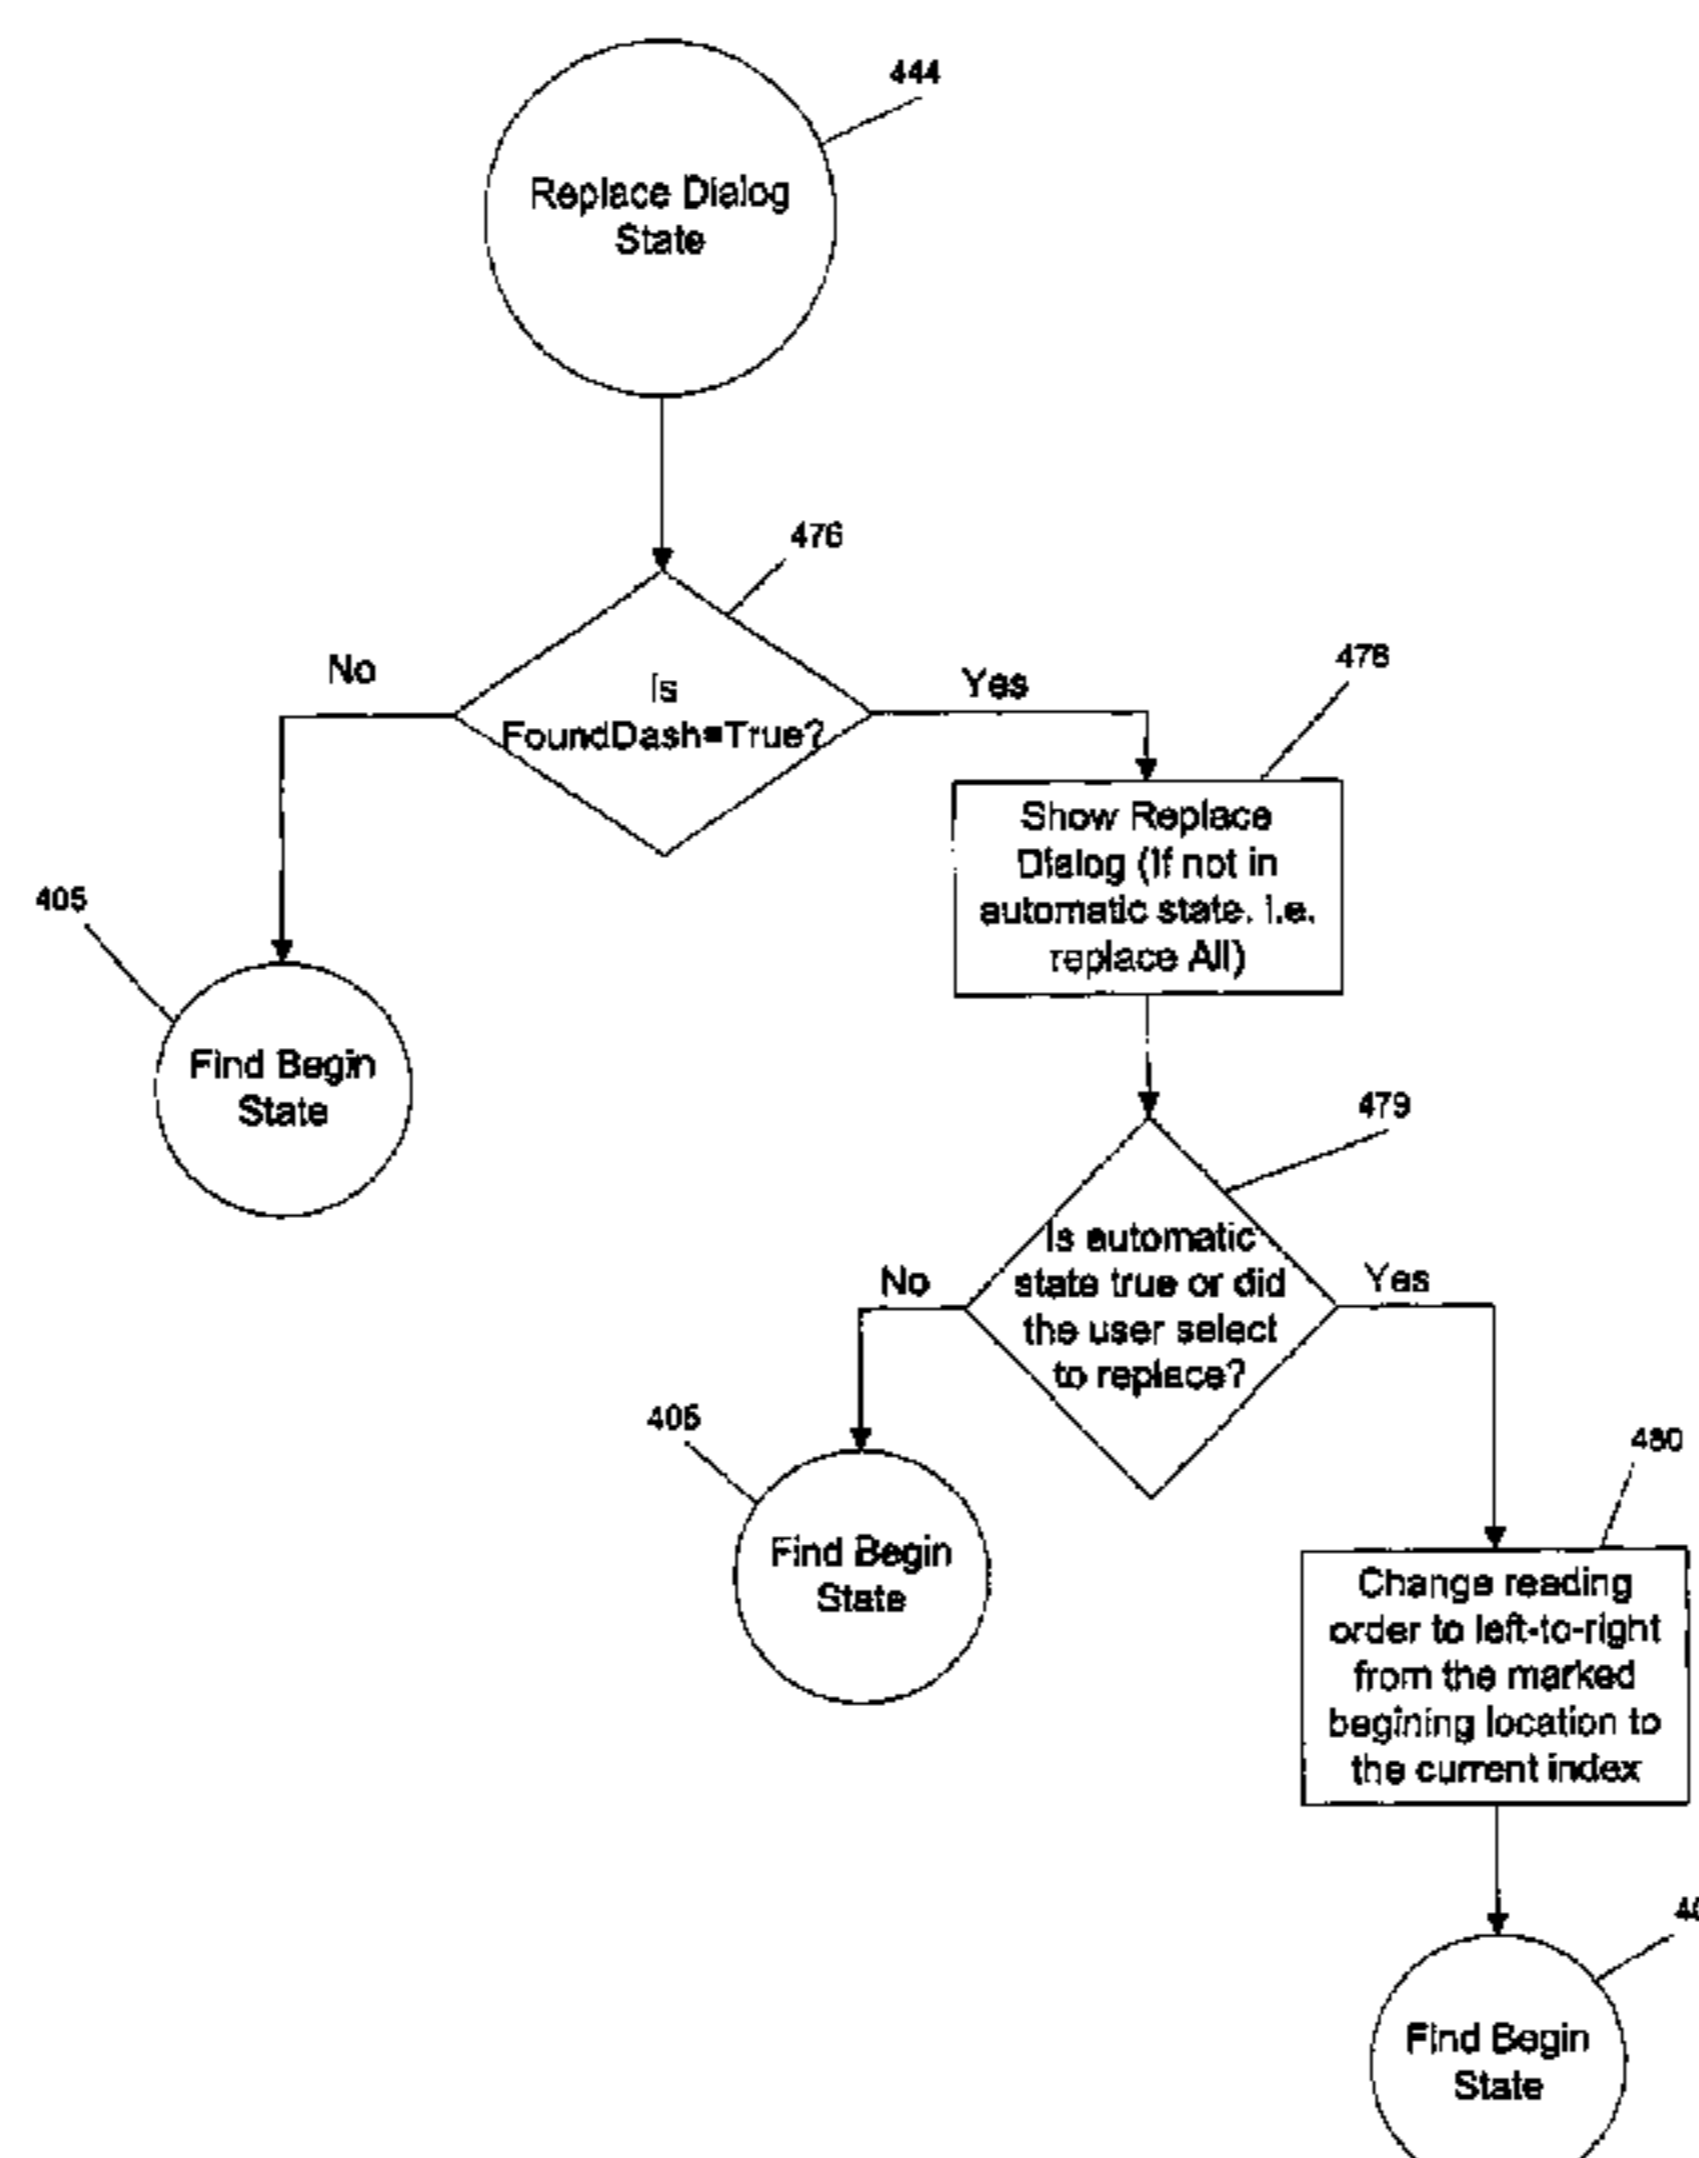 444
Replace Dialog
State
476
No
Is
FoundDash=True?
Yes
478
Show Replace
Dialog (if not in
automatic state. i.e.
replace All)
405
Find Begin
State
479
Is automatic
state true or did
the user select
to replace?
No
Yes
405
Find Begin
State
480
Change reading
order to left-to-right
from the marked
begining location to
the current index
Find Begin
State